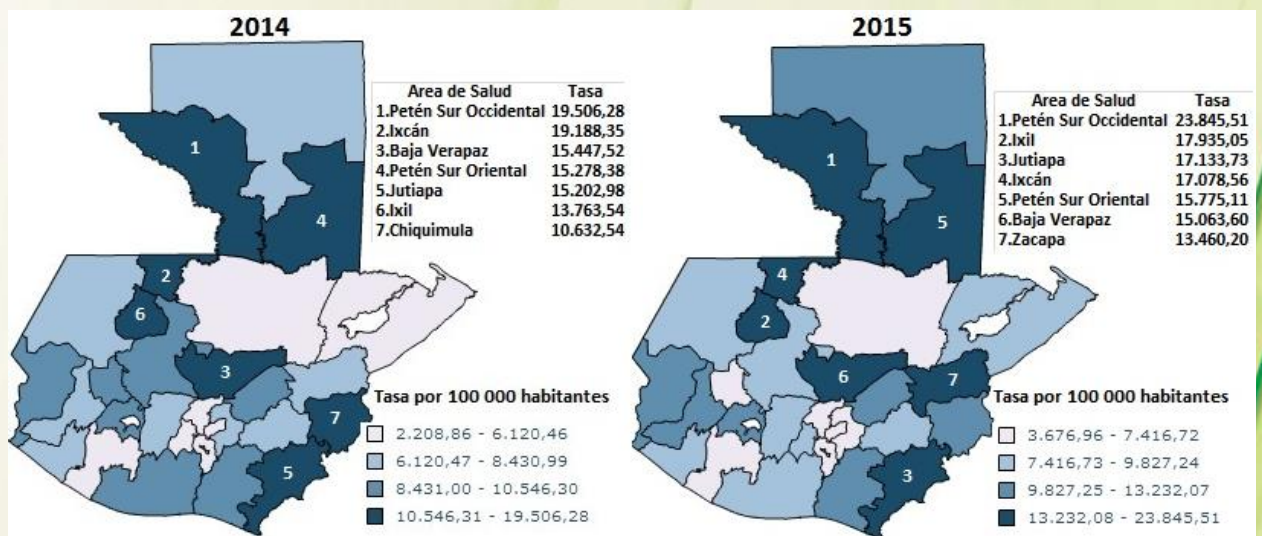 2014
Area de Salud Tasa
1.Petén Sur Occidental 19.506,28
2.Ixcán 19.188,35
3.Baja Verapaz 15.447,52
4.Petén Sur Oriental 15.278,38
5.Jutiapa 15.202,98
6.Ixil 13.763,54
7.Chiquimula 10.632,54
1
4
2
6
3
7
5
Tasa por 100 000 habitantes
2.208,86 - 6.120,46
6.120,47 - 8.430,99
8.431,00 - 10.546,30
10.546,31 - 19.506,28
2015
Area de Salud Tasa
1.Petén Sur Occidental 23.845,51
2.Ixil 17.935,05
3.Jutiapa 17.133,73
4.Ixcán 17.078,56
5.Petén Sur Oriental 15.775,11
6.Baja Verapaz 15.063,60
7.Zacapa 13.460,20
1
5
4
2
6
7
3
Tasa por 100 000 habitantes
3.676,96 - 7.416,72
7.416,73 - 9.827,24
9.827,25 - 13.232,07
13.232,08 - 23.845,51